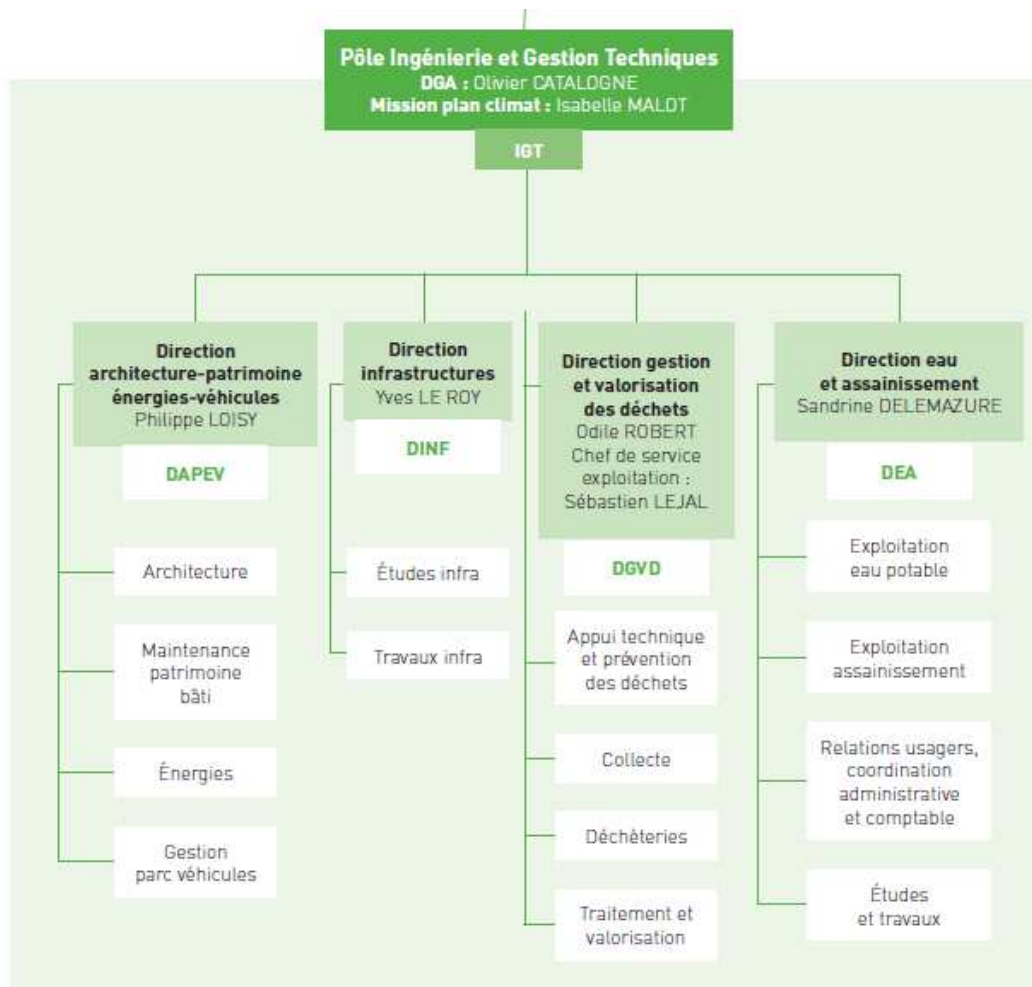 Pôle Ingénierie et Gestion Techniques
DGA : Olivier CATALOGNE
Mission plan climat : Isabelle MALOT
IGT
Direction
architecture-patrimoine
énergies-véhicules
Philippe LOISY
DAPEV
Architecture
Maintenance
patrimoine
bâti
Énergies
Gestion
parc véhicules
Direction
infrastructures
Yves LE ROY
DINF
Études infra
Travaux infra
Direction gestion
et valorisation
des déchets
Odile ROBERT
Chef de service
exploitation :
Sébastien LEJAL
DGVD
Appui technique
et prévention
des déchets
Collecte
Déchèteries
Traitement et
valorisation
Direction eau
et assainissement
Sandrine DELEMAZURE
DEA
Exploitation
eau potable
Exploitation
assainissement
Relations usagers,
coordination
administrative
et comptable
Études
et travaux